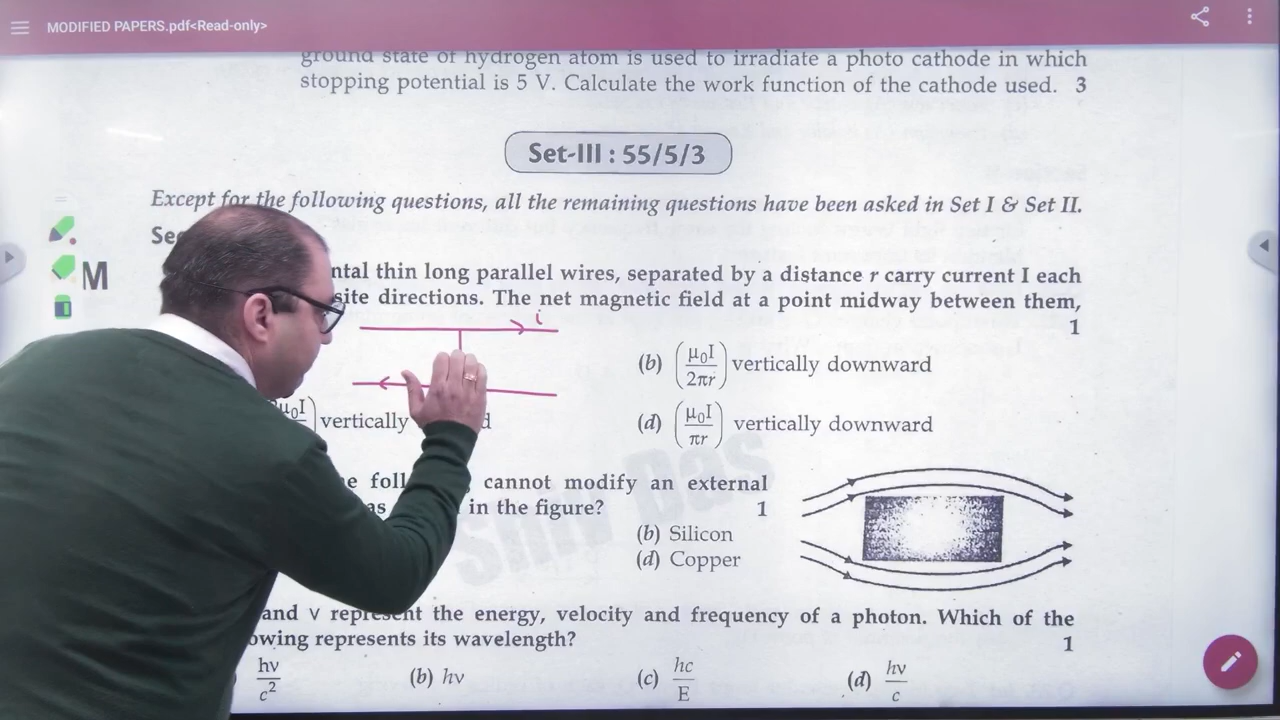 MODIFIED PAPERS.pdf<Read-only>
ground state of hydrogen atom is used to irradiate a photo cathode in which
stopping potential is 5 V. Calculate the work function of the cathode used. 3
Set-III : 55/5/3
Except for the following questions, all the remaining questions have been asked in Set I & Set II.
M
thin long parallel wires, separated by a distance r carry current I each
directions. The net magnetic field at a point midway between them,
i
1
(b) (μ₀I/2πr) vertically downward
μ₀I vertically
(d) (μ₀I/πr) vertically downward
cannot modify an external
in the figure? 1
(b) Silicon
(d) Copper
Shiv Das
and ν represent the energy, velocity and frequency of a photon. Which of the
represents its wavelength? 1
hν/c² (b) hν (c) hc/E (d) hν/c